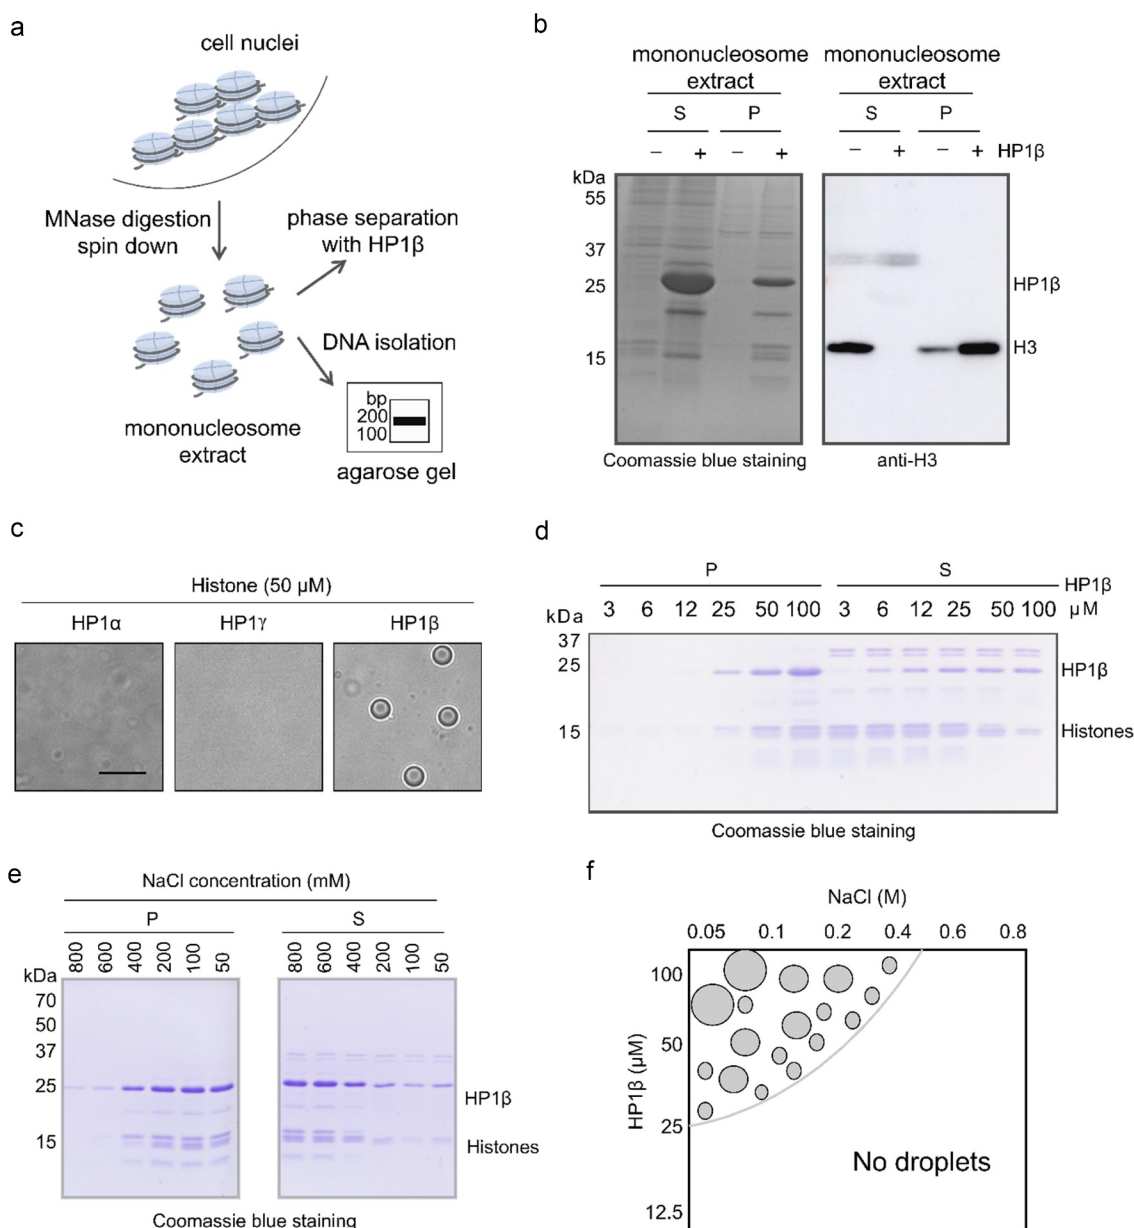 a
cell nuclei
MNase digestion
spin down
phase separation
with HP1β
DNA isolation
mononucleosome
extract
bp
200
100
agarose gel
b
mononucleosome
extract
mononucleosome
extract
S P S P
− + − + − + − + HP1β
kDa
55
37
25
15
HP1β
H3
Coomassie blue staining
anti-H3
c
Histone (50 µM)
HP1α HP1γ HP1β
d
P S
HP1β
3 6 12 25 50 100 3 6 12 25 50 100 µM
kDa
37
25
15
HP1β
Histones
Coomassie blue staining
e
NaCl concentration (mM)
P S
800 600 400 200 100 50 800 600 400 200 100 50
kDa
70
50
37
25
15
HP1β
Histones
Coomassie blue staining
f
NaCl (M)
0.05 0.1 0.2 0.4 0.6 0.8
HP1β (µM)
100
50
25
12.5
No droplets